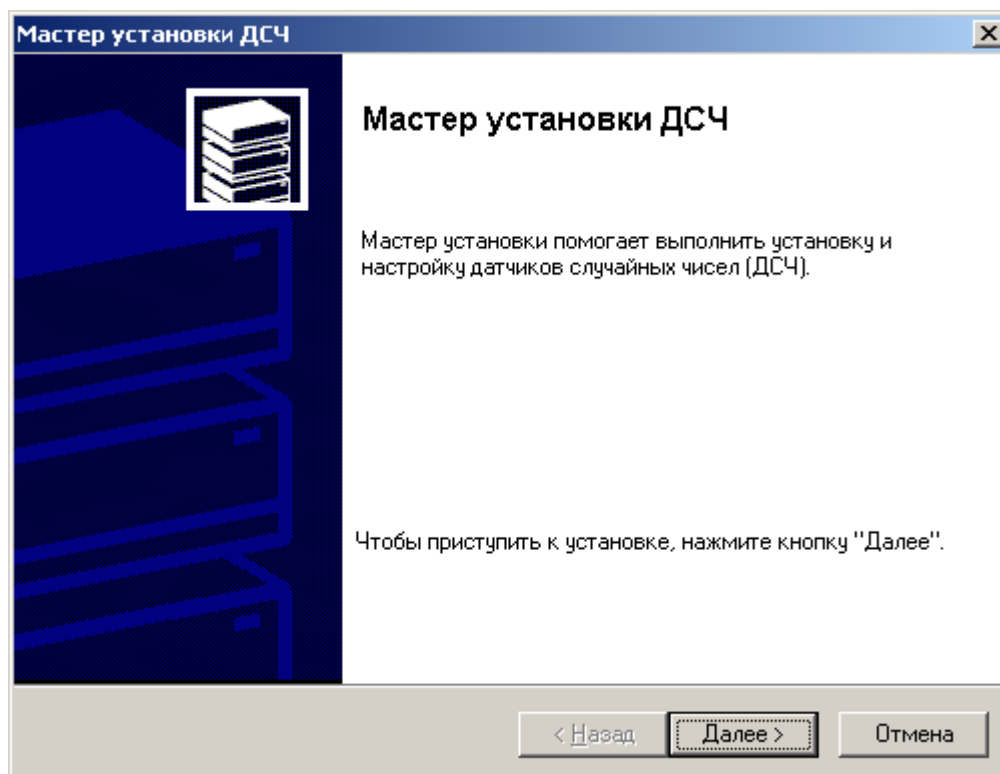 Мастер установки ДСЧ
Мастер установки ДСЧ
Мастер установки помогает выполнить установку и
настройку датчиков случайных чисел (ДСЧ).
Чтобы приступить к установке, нажмите кнопку "Далее".
< Назад
Далее >
Отмена